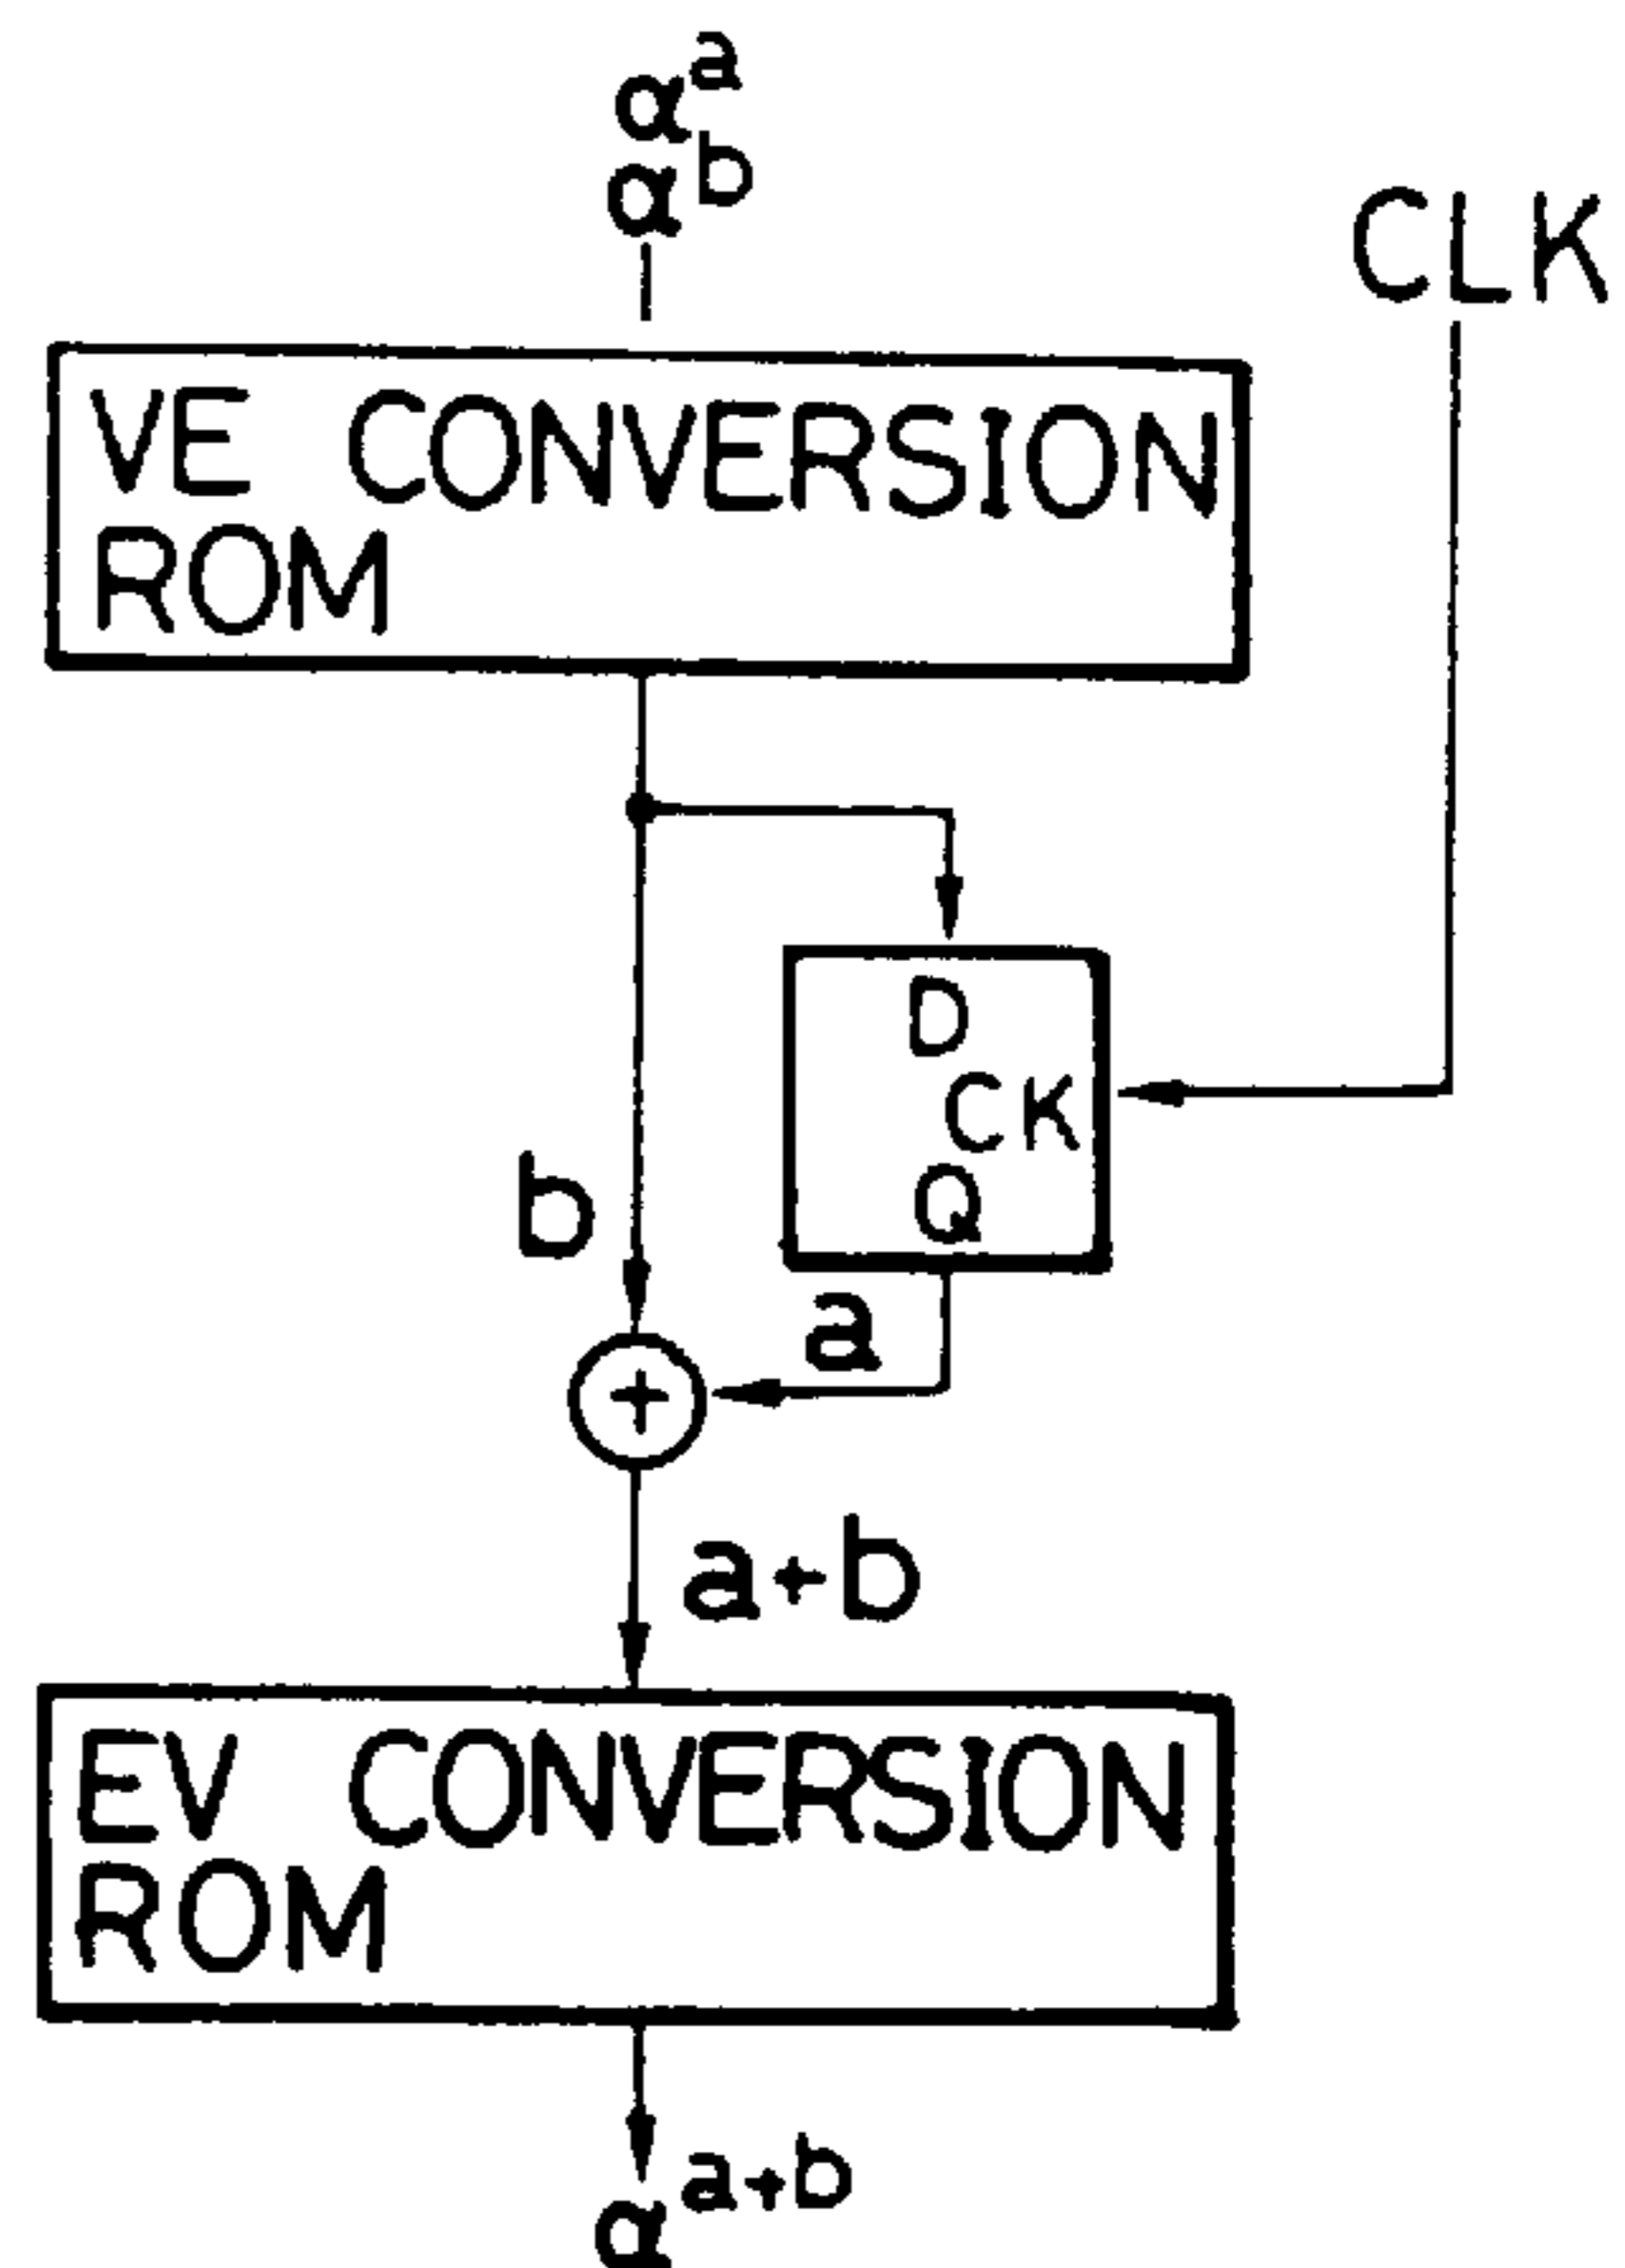 α^a
α^b
CLK
VE CONVERSION
ROM
D
CK
Q
b
a
+
a+b
EV CONVERSION
ROM
α^a+b